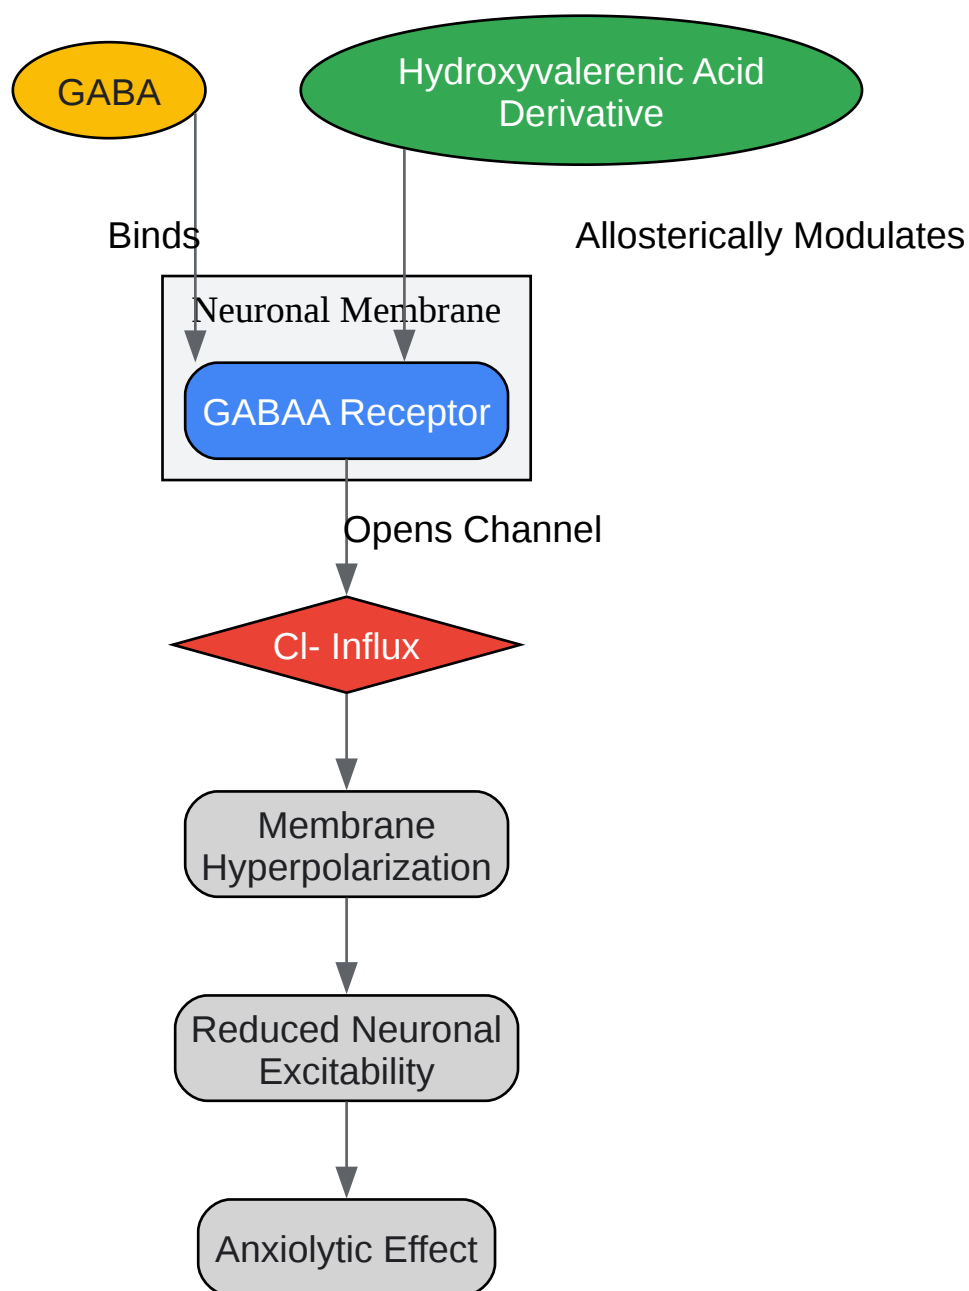 GABA
Hydroxyvalerenic Acid
Derivative
Binds
Allosterically Modulates
Neuronal Membrane
GABAA Receptor
Opens Channel
Cl- Influx
Membrane
Hyperpolarization
Reduced Neuronal
Excitability
Anxiolytic Effect